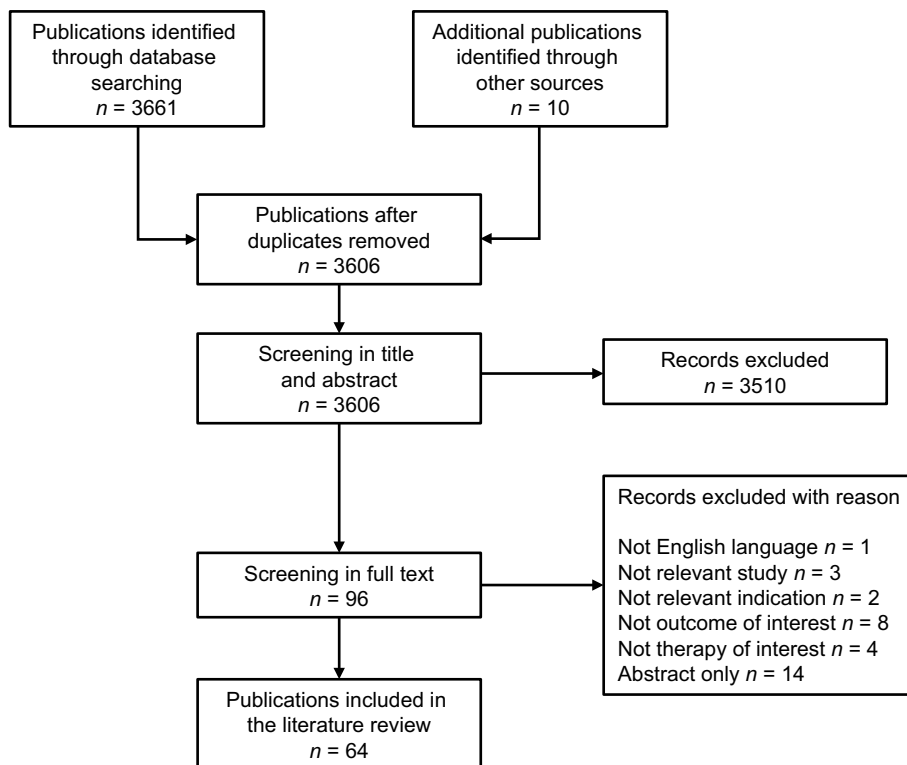 Publications identified
through database
searching
n = 3661
Additional publications
identified through
other sources
n = 10
Publications after
duplicates removed
n = 3606
Screening in title
and abstract
n = 3606
Records excluded
n = 3510
Screening in full text
n = 96
Records excluded with reason
Not English language n = 1
Not relevant study n = 3
Not relevant indication n = 2
Not outcome of interest n = 8
Not therapy of interest n = 4
Abstract only n = 14
Publications included in
the literature review
n = 64